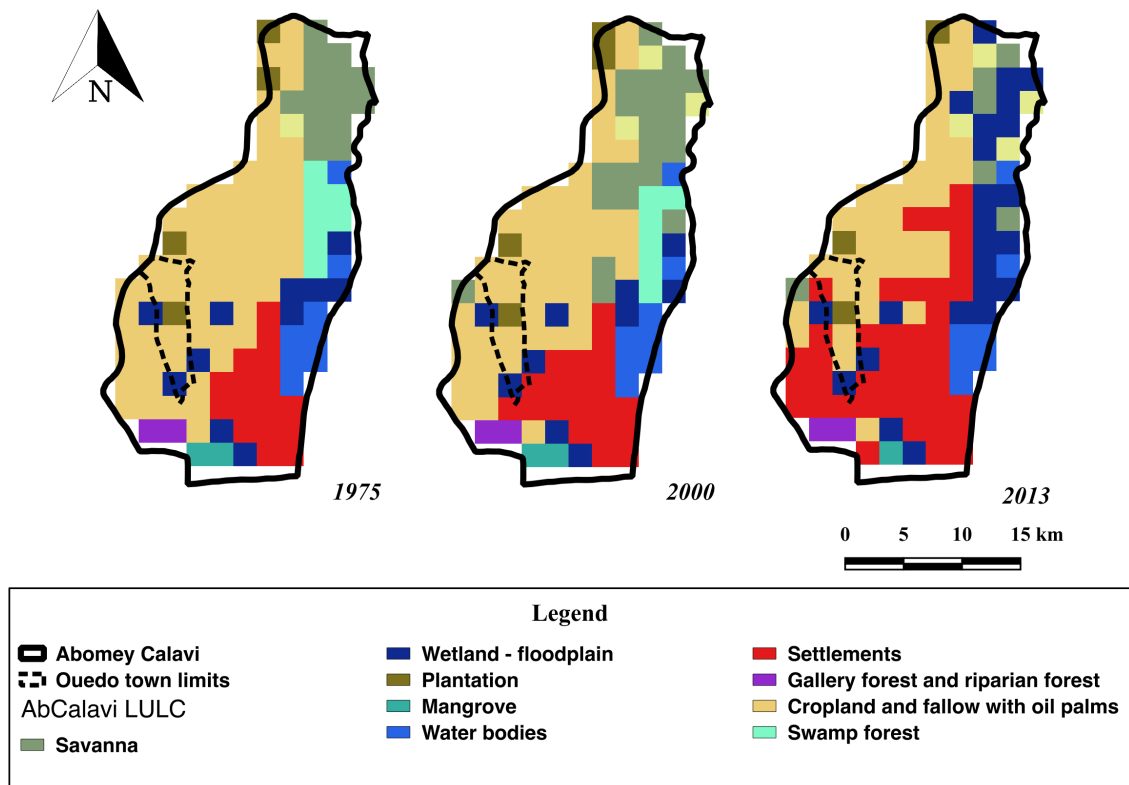 N
1975
2000
2013
0 5 10 15 km
Legend
Abomey Calavi
Ouedo town limits
AbCalavi LULC
Savanna
Wetland - floodplain
Plantation
Mangrove
Water bodies
Settlements
Gallery forest and riparian forest
Cropland and fallow with oil palms
Swamp forest